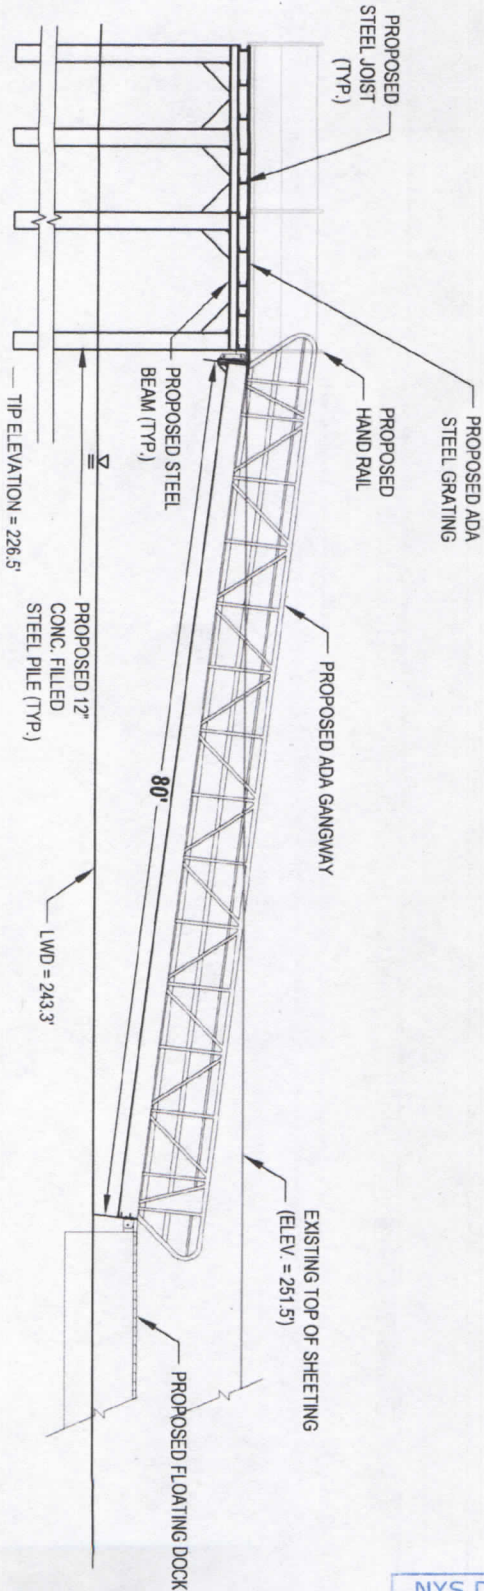 PROPOSED
STEEL JOIST
(TYP.)
PROPOSED ADA
STEEL GRATING
PROPOSED
HAND RAIL
PROPOSED ADA GANGWAY
EXISTING TOP OF SHEETING
(ELEV. = 251.5')
PROPOSED STEEL
BEAM (TYP.)
80'
PROPOSED FLOATING DOCK
PROPOSED 12"
CONC. FILLED
STEEL PILE (TYP.)
LWD = 243.3'
TIP ELEVATION = 226.5'
NYS